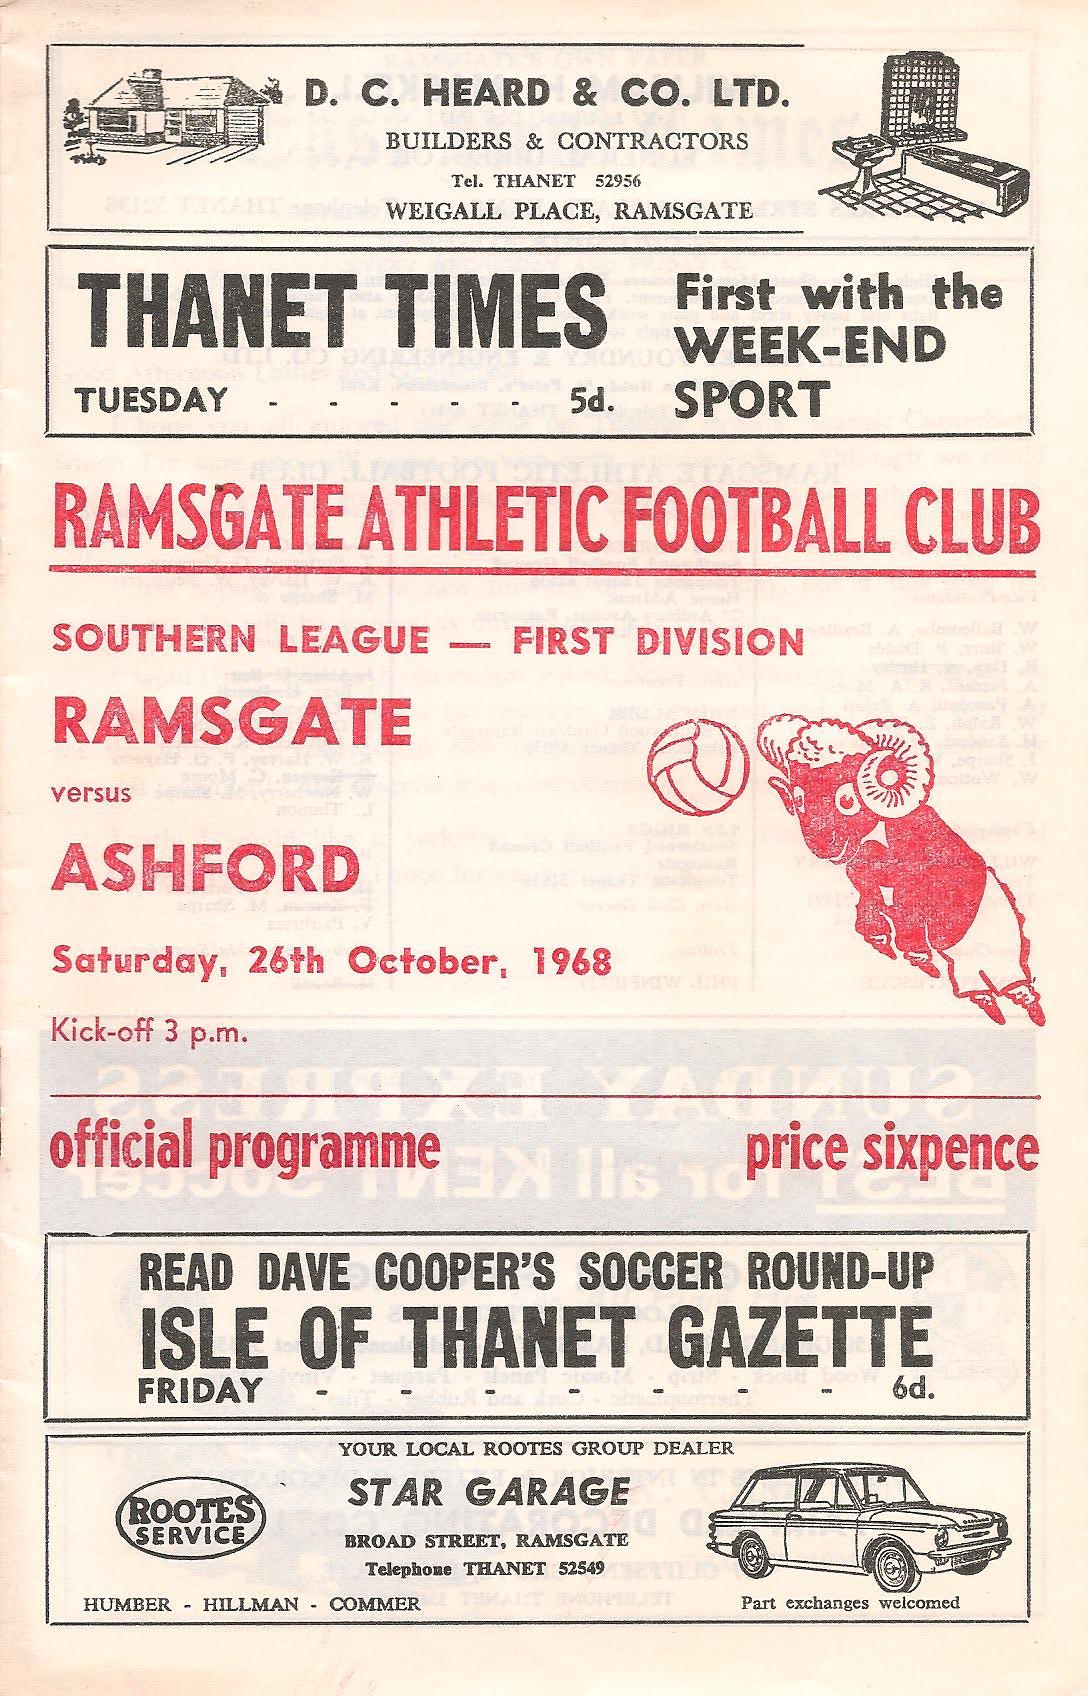 D. C. HEARD & CO. LTD.
BUILDERS & CONTRACTORS
Tel. THANET 52956
WEIGALL PLACE, RAMSGATE
THANET TIMES
TUESDAY - - - - - 5d.
First with the
WEEK-END
SPORT
RAMSGATE ATHLETIC FOOTBALL CLUB
SOUTHERN LEAGUE — FIRST DIVISION
RAMSGATE
versus
ASHFORD
Saturday, 26th October, 1968
Kick-off 3 p.m.
official programme price sixpence
READ DAVE COOPER'S SOCCER ROUND-UP
ISLE OF THANET GAZETTE
FRIDAY - - - - - - - 6d.
YOUR LOCAL ROOTES GROUP DEALER
ROOTES
SERVICE
STAR GARAGE
BROAD STREET, RAMSGATE
Telephone THANET 52549
HUMBER - HILLMAN - COMMER
Part exchanges welcomed